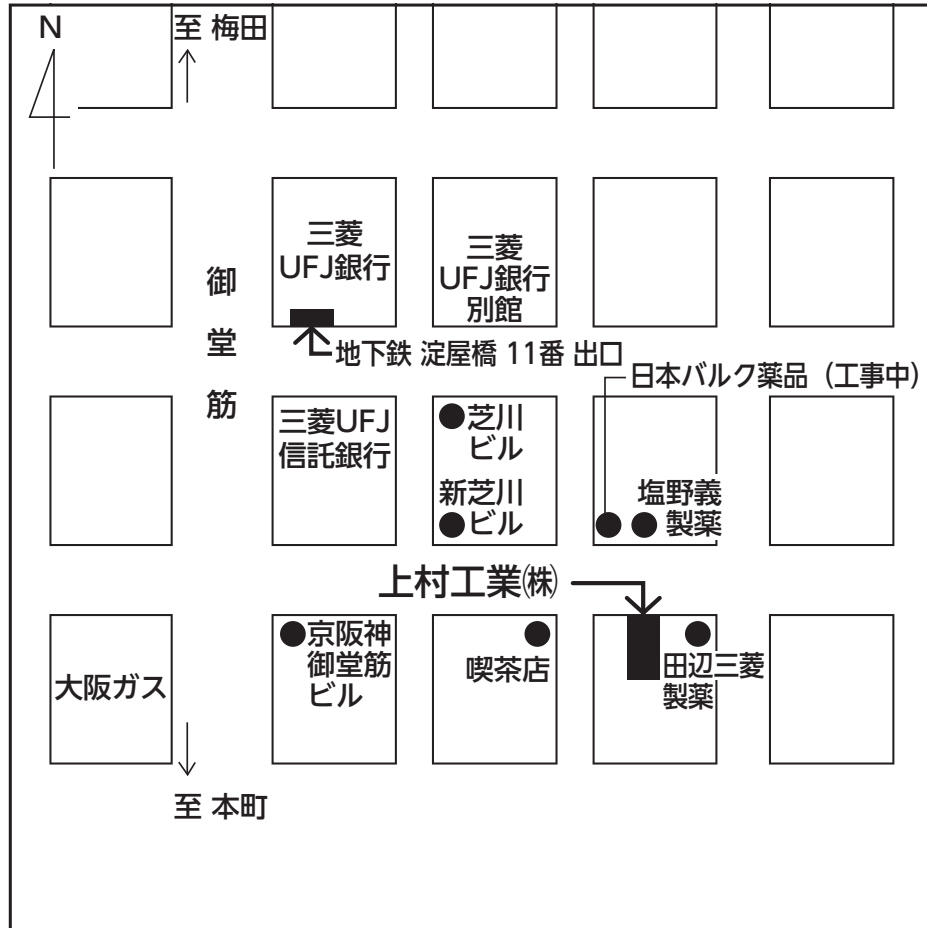 N
至 梅田
三菱
UFJ銀行
三菱
UFJ銀行
別館
御
堂
筋
地下鉄 淀屋橋 11番 出口
日本バルク薬品（工事中）
三菱UFJ
信託銀行
芝川
ビル
新芝川
ビル
塩野義
製薬
上村工業㈱
大阪ガス
京阪神
御堂筋
ビル
喫茶店
田辺三菱
製薬
至 本町